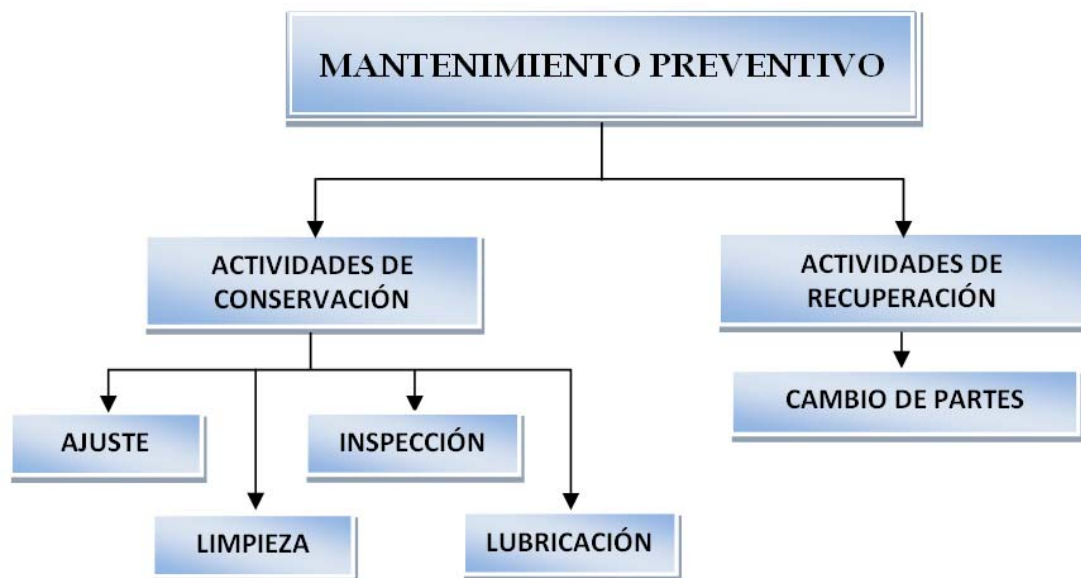 MANTENIMIENTO PREVENTIVO
ACTIVIDADES DE
CONSERVACIÓN
ACTIVIDADES DE
RECUPERACIÓN
AJUSTE
LIMPIEZA
INSPECCIÓN
LUBRICACIÓN
CAMBIO DE PARTES